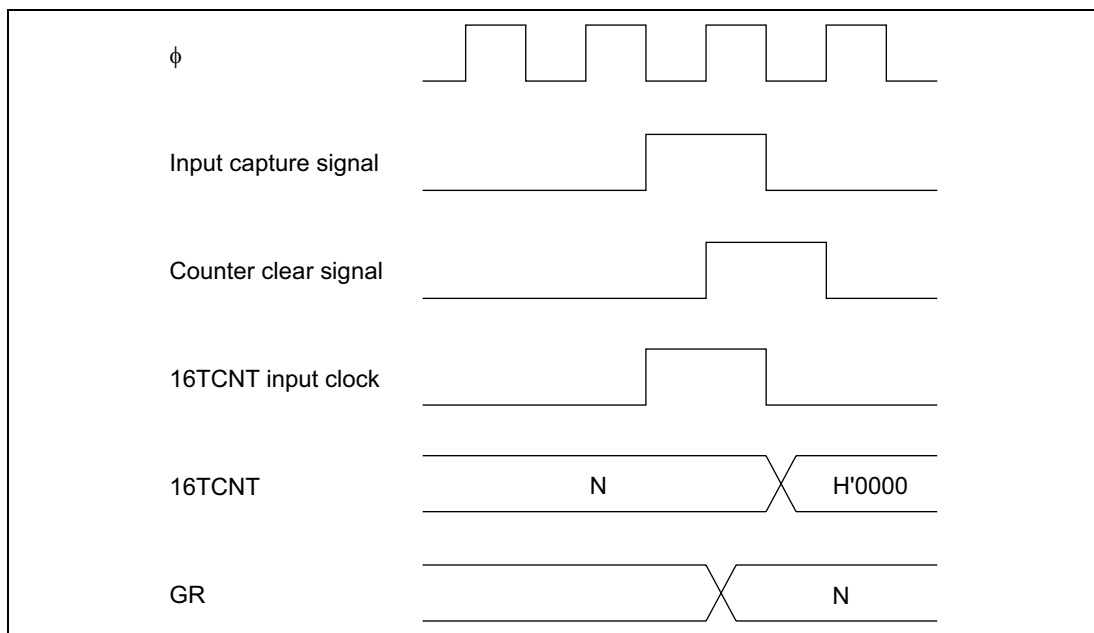 φ
Input capture signal
Counter clear signal
16TCNT input clock
16TCNT
N
H'0000
GR
N